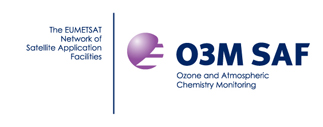 The EUMETSAT
Network of
Satellite Application
Facilities
O3M SAF
Ozone and Atmospheric
Chemistry Monitoring